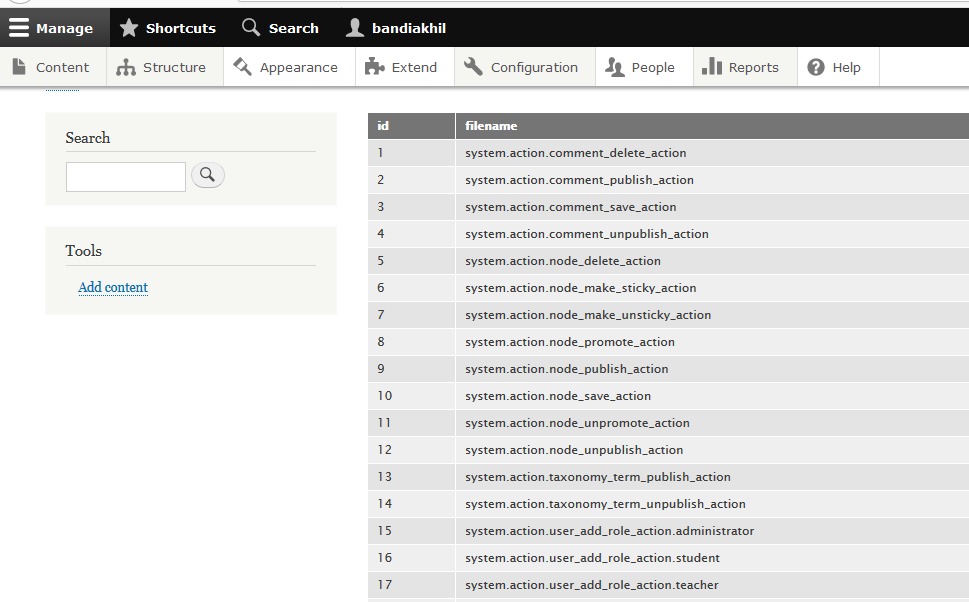 Manage Shortcuts Search bandiakhil
Content Structure Appearance Extend Configuration People Reports Help
Search
Tools
Add content
id filename
1 system.action.comment_delete_action
2 system.action.comment_publish_action
3 system.action.comment_save_action
4 system.action.comment_unpublish_action
5 system.action.node_delete_action
6 system.action.node_make_sticky_action
7 system.action.node_make_unsticky_action
8 system.action.node_promote_action
9 system.action.node_publish_action
10 system.action.node_save_action
11 system.action.node_unpromote_action
12 system.action.node_unpublish_action
13 system.action.taxonomy_term_publish_action
14 system.action.taxonomy_term_unpublish_action
15 system.action.user_add_role_action.administrator
16 system.action.user_add_role_action.student
17 system.action.user_add_role_action.teacher